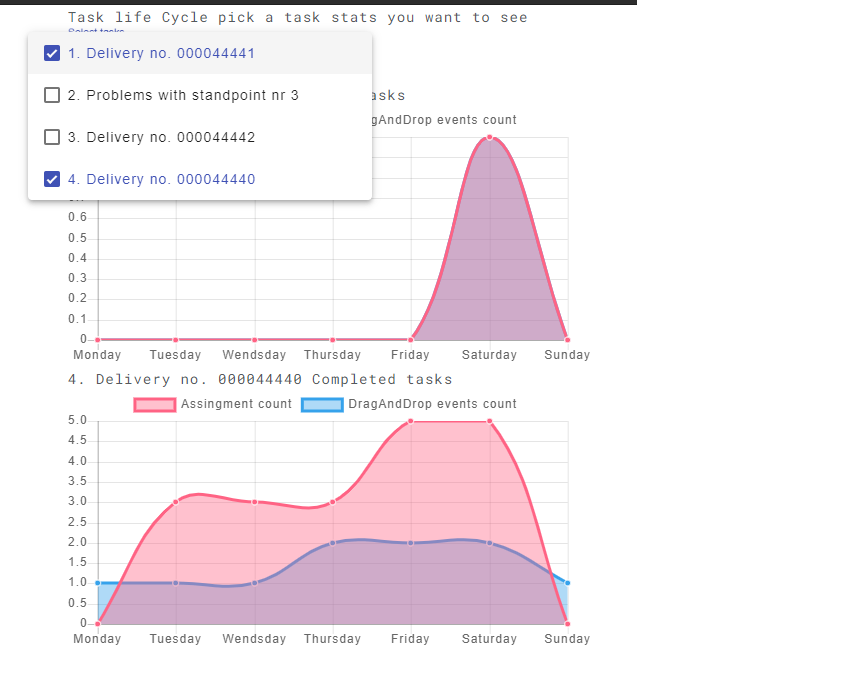 Task life Cycle pick a task stats you want to see
Select tasks
1. Delivery no. 000044441
2. Problems with standpoint nr 3
3. Delivery no. 000044442
4. Delivery no. 000044440
asks
gAndDrop events count
0.6
0.5
0.4
0.3
0.2
0.1
0
Monday Tuesday Wendsday Thursday Friday Saturday Sunday
4. Delivery no. 000044440 Completed tasks
Assingment count DragAndDrop events count
5.0
4.5
4.0
3.5
3.0
2.5
2.0
1.5
1.0
0.5
0
Monday Tuesday Wendsday Thursday Friday Saturday Sunday